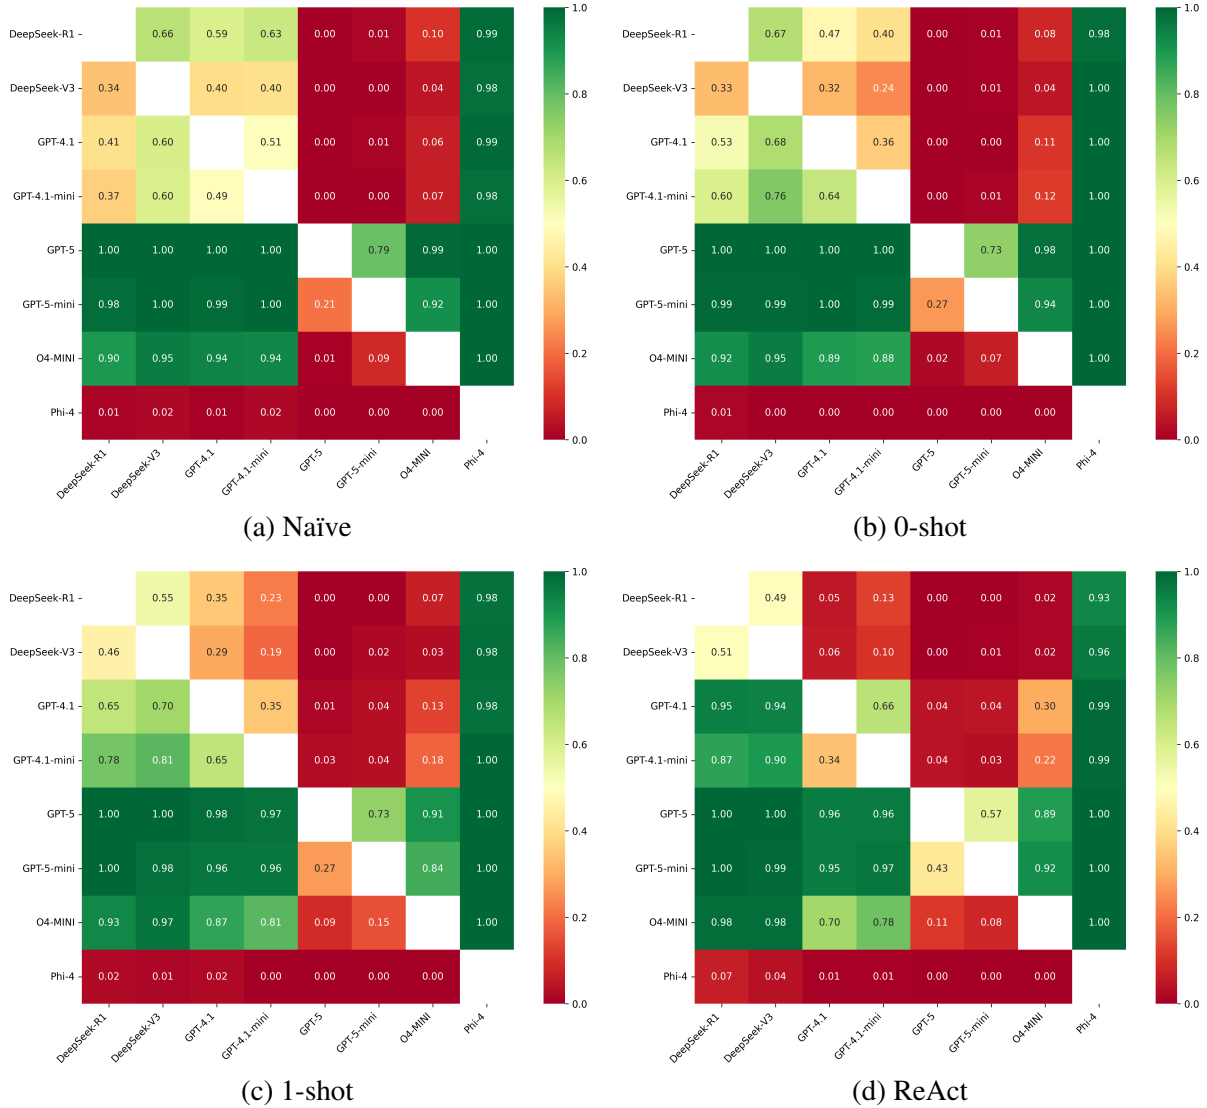 DeepSeek-R1 0.66 0.59 0.63 0.00 0.01 0.10 0.99
DeepSeek-V3 0.34 0.40 0.40 0.00 0.00 0.04 0.98
GPT-4.1 0.41 0.60 0.51 0.00 0.01 0.06 0.99
GPT-4.1-mini 0.37 0.60 0.49 0.00 0.00 0.07 0.98
GPT-5 1.00 1.00 1.00 1.00 0.79 0.99 1.00
GPT-5-mini 0.98 1.00 0.99 1.00 0.21 0.92 1.00
O4-MINI 0.90 0.95 0.94 0.94 0.01 0.09 1.00
Phi-4 0.01 0.02 0.01 0.02 0.00 0.00 0.00
DeepSeek-R1 DeepSeek-V3 GPT-4.1 GPT-4.1-mini GPT-5 GPT-5-mini O4-MINI Phi-4
1.0
0.8
0.6
0.4
0.2
0.0
(a) Naïve
DeepSeek-R1 0.67 0.47 0.40 0.00 0.01 0.08 0.98
DeepSeek-V3 0.33 0.32 0.24 0.00 0.01 0.04 1.00
GPT-4.1 0.53 0.68 0.36 0.00 0.00 0.11 1.00
GPT-4.1-mini 0.60 0.76 0.64 0.00 0.01 0.12 1.00
GPT-5 1.00 1.00 1.00 1.00 0.73 0.98 1.00
GPT-5-mini 0.99 0.99 1.00 0.99 0.27 0.94 1.00
O4-MINI 0.92 0.95 0.89 0.88 0.02 0.07 1.00
Phi-4 0.01 0.00 0.00 0.00 0.00 0.00 0.00
DeepSeek-R1 DeepSeek-V3 GPT-4.1 GPT-4.1-mini GPT-5 GPT-5-mini O4-MINI Phi-4
1.0
0.8
0.6
0.4
0.2
0.0
(b) 0-shot
DeepSeek-R1 0.55 0.35 0.23 0.00 0.00 0.07 0.98
DeepSeek-V3 0.46 0.29 0.19 0.00 0.02 0.03 0.98
GPT-4.1 0.65 0.70 0.35 0.01 0.04 0.13 0.98
GPT-4.1-mini 0.78 0.81 0.65 0.03 0.04 0.18 1.00
GPT-5 1.00 1.00 0.98 0.97 0.73 0.91 1.00
GPT-5-mini 1.00 0.98 0.96 0.96 0.27 0.84 1.00
O4-MINI 0.93 0.97 0.87 0.81 0.09 0.15 1.00
Phi-4 0.02 0.01 0.02 0.00 0.00 0.00 0.00
DeepSeek-R1 DeepSeek-V3 GPT-4.1 GPT-4.1-mini GPT-5 GPT-5-mini O4-MINI Phi-4
1.0
0.8
0.6
0.4
0.2
0.0
(c) 1-shot
DeepSeek-R1 0.49 0.05 0.13 0.00 0.00 0.02 0.93
DeepSeek-V3 0.51 0.06 0.10 0.00 0.01 0.02 0.96
GPT-4.1 0.95 0.94 0.66 0.04 0.04 0.30 0.99
GPT-4.1-mini 0.87 0.90 0.34 0.04 0.03 0.22 0.99
GPT-5 1.00 1.00 0.96 0.96 0.57 0.89 1.00
GPT-5-mini 1.00 0.99 0.95 0.97 0.43 0.92 1.00
O4-MINI 0.98 0.98 0.70 0.78 0.11 0.08 1.00
Phi-4 0.07 0.04 0.01 0.01 0.00 0.00 0.00
DeepSeek-R1 DeepSeek-V3 GPT-4.1 GPT-4.1-mini GPT-5 GPT-5-mini O4-MINI Phi-4
1.0
0.8
0.6
0.4
0.2
0.0
(d) ReAct